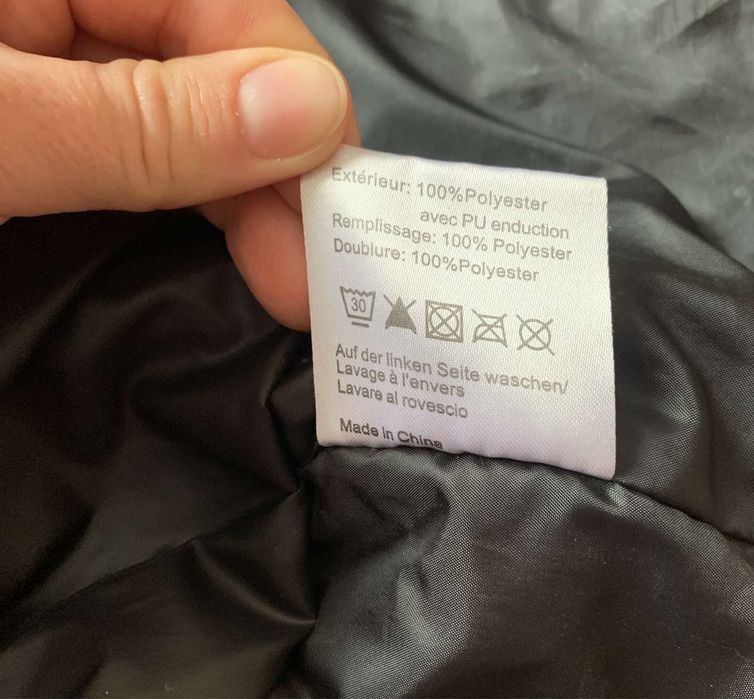 Extérieur: 100%Polyester
avec PU enduction
Remplissage: 100% Polyester
Doublure: 100%Polyester
30
Auf der linken Seite waschen/
Lavage à l'envers
Lavare al rovescio
Made in China